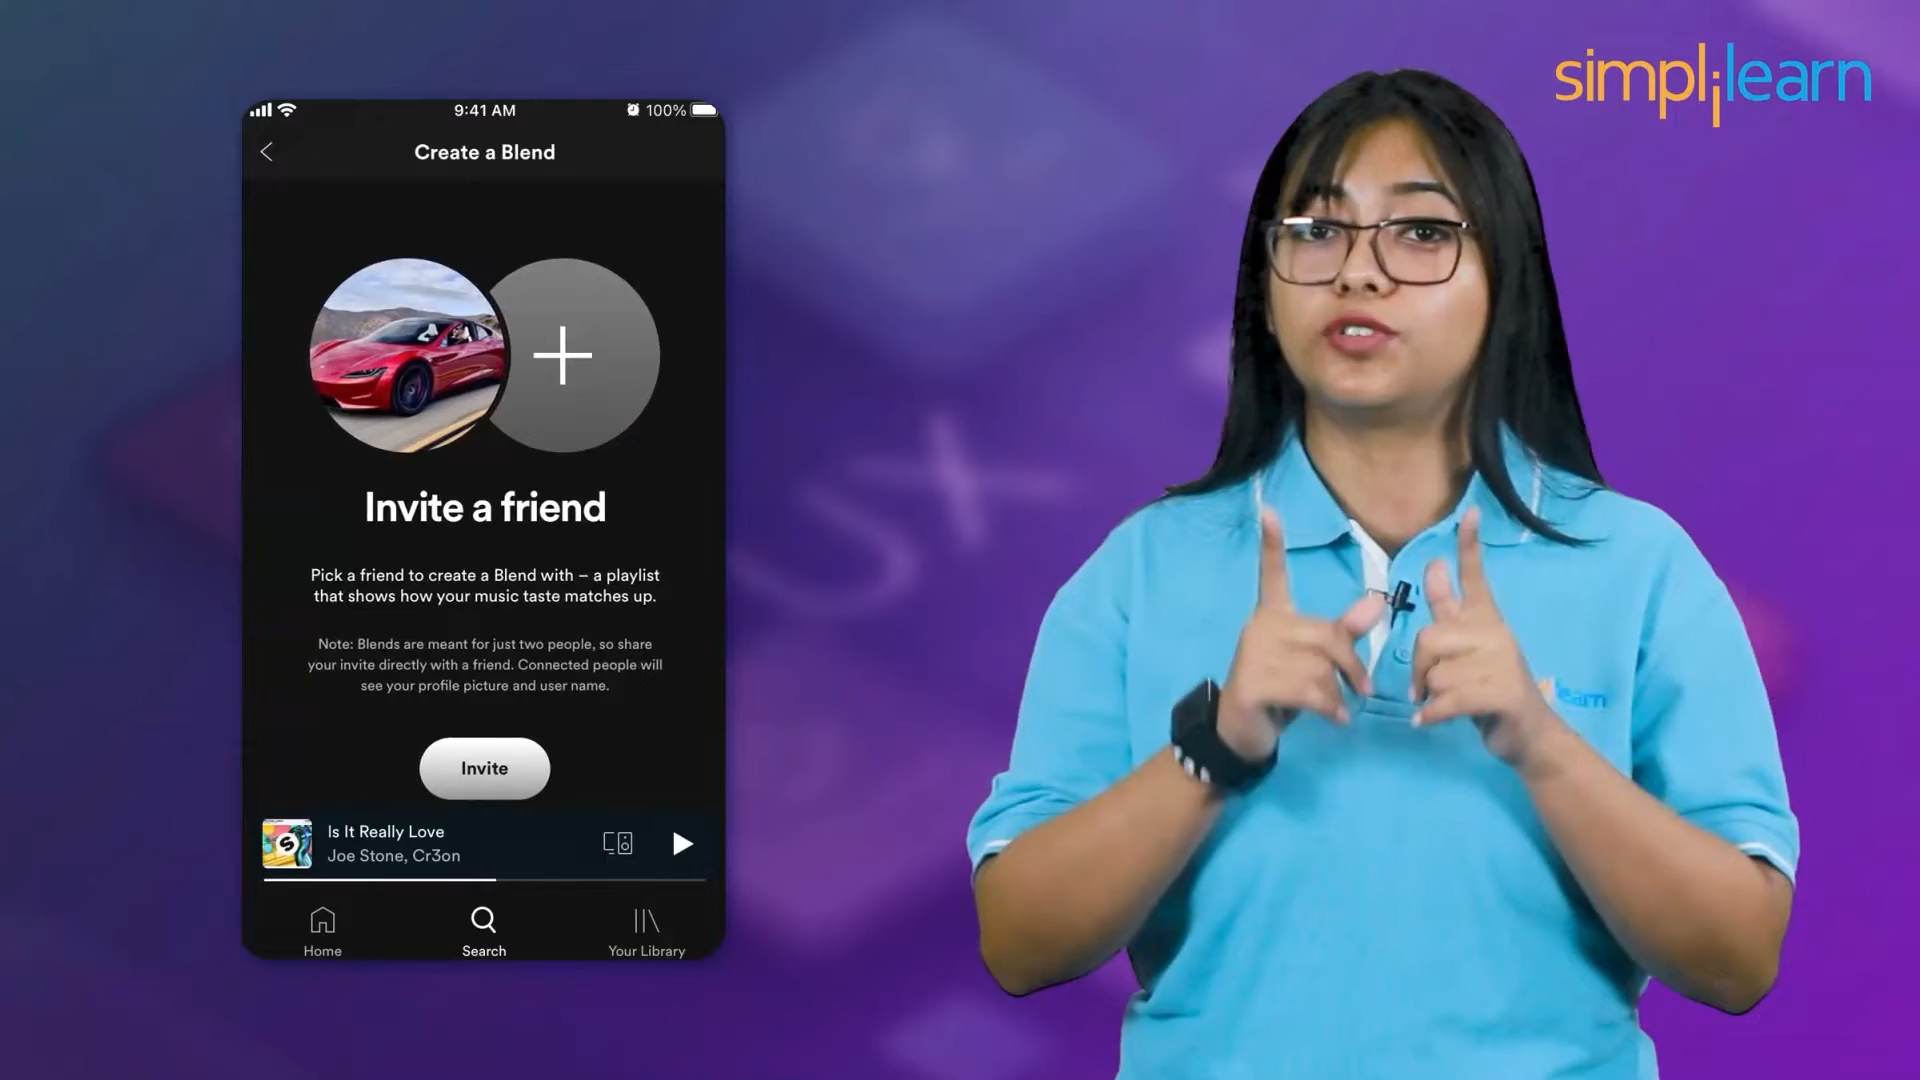 simplilearn
9:41 AM
100%
Create a Blend
Invite a friend
Pick a friend to create a Blend with – a playlist
that shows how your music taste matches up.
Note: Blends are meant for just two people, so share
your invite directly with a friend. Connected people will
see your profile picture and user name.
Invite
S
Is It Really Love
Joe Stone, Cr3on
Home
Search
Your Library
learn